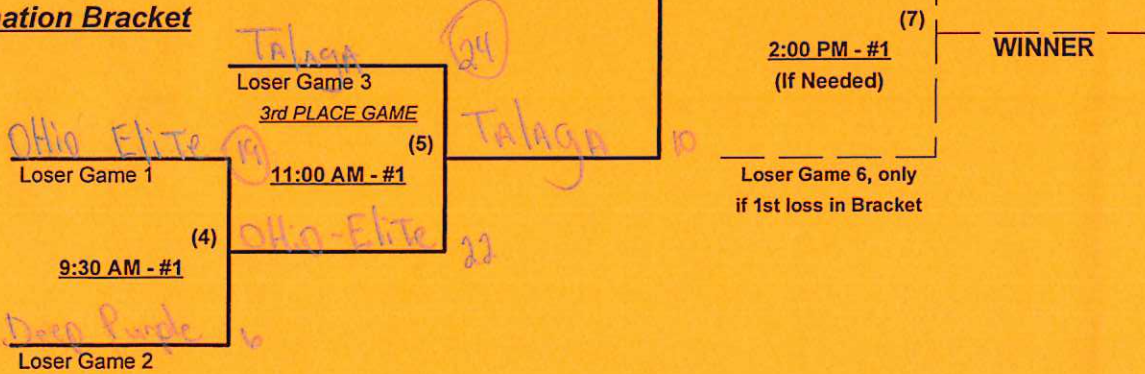 ation Bracket
(7)
2:00 PM - #1
(If Needed)
WINNER
Talaga 24
Loser Game 3
3rd PLACE GAME
(5)
11:00 AM - #1
Talaga 10
OHio Elite 19
Loser Game 1
Loser Game 6, only
if 1st loss in Bracket
(4)
9:30 AM - #1
OHio-Elite 22
Deep Purple 6
Loser Game 2